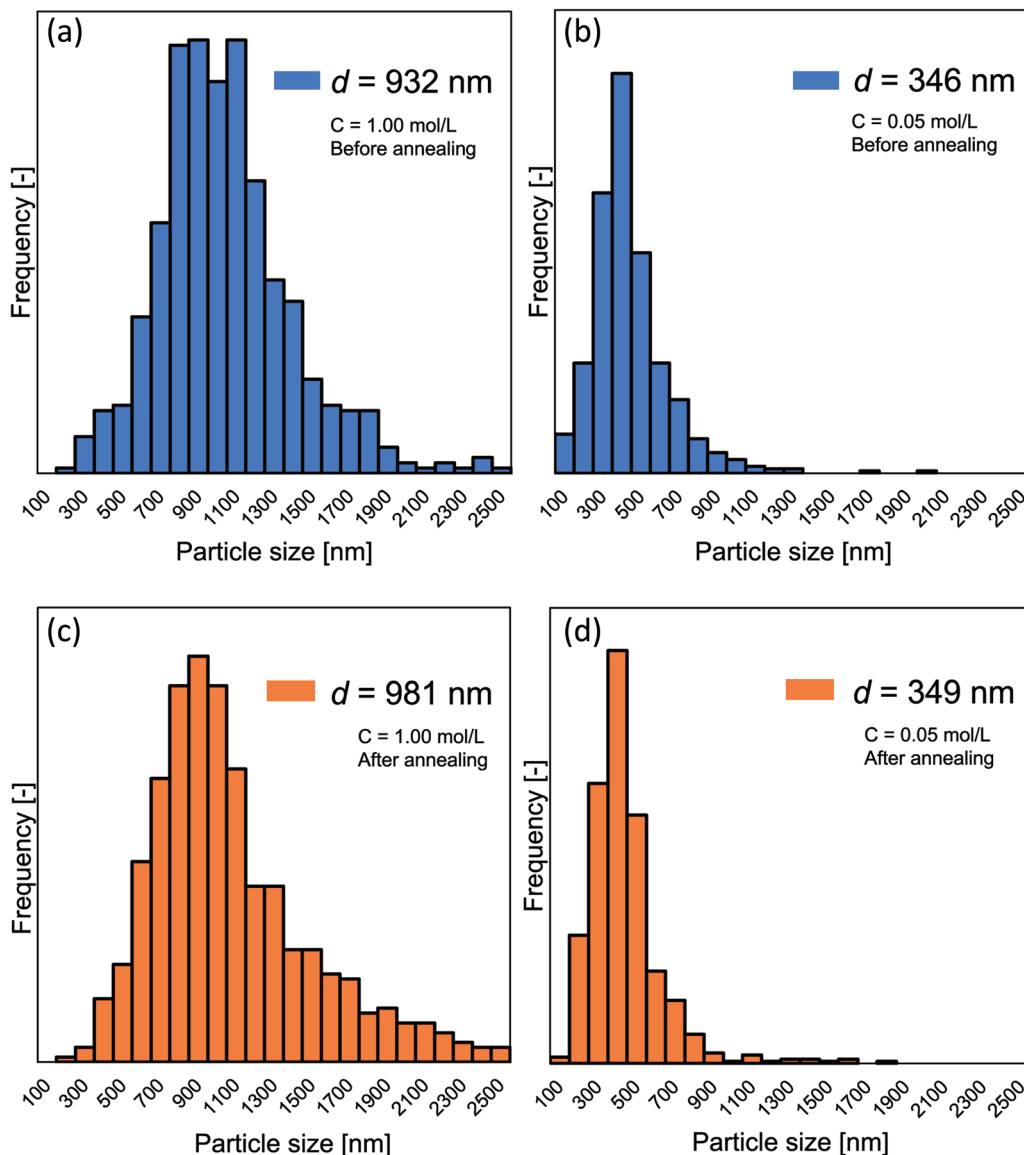 (a)
d = 932 nm
C = 1.00 mol/L
Before annealing
Frequency [-]
100 300 500 700 900 1100 1300 1500 1700 1900 2100 2300 2500
Particle size [nm]
(b)
d = 346 nm
C = 0.05 mol/L
Before annealing
Frequency [-]
100 300 500 700 900 1100 1300 1500 1700 1900 2100 2300 2500
Particle size [nm]
(c)
d = 981 nm
C = 1.00 mol/L
After annealing
Frequency [-]
100 300 500 700 900 1100 1300 1500 1700 1900 2100 2300 2500
Particle size [nm]
(d)
d = 349 nm
C = 0.05 mol/L
After annealing
Frequency [-]
100 300 500 700 900 1100 1300 1500 1700 1900 2100 2300 2500
Particle size [nm]